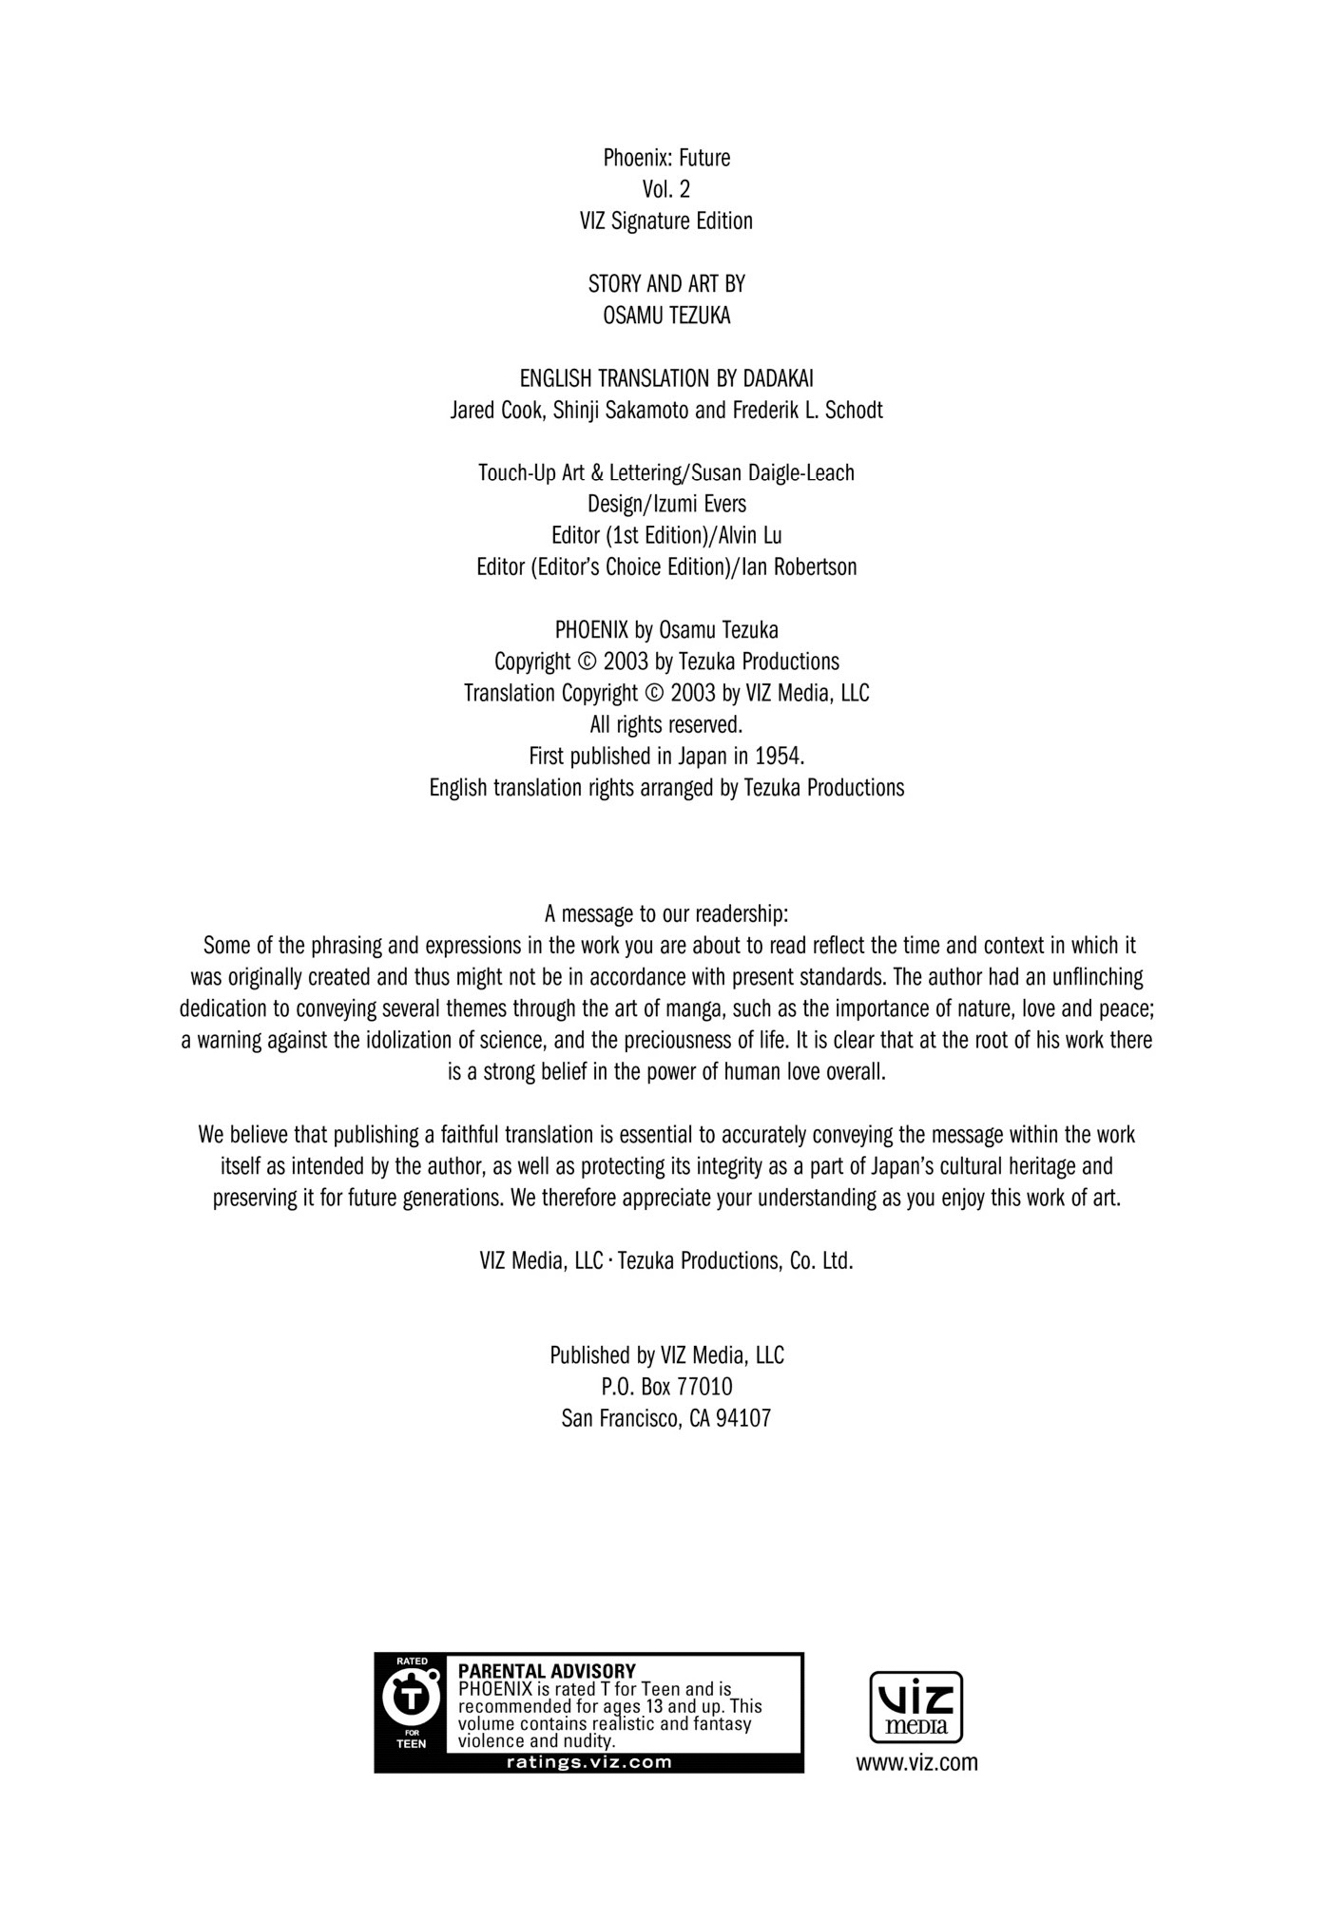 Phoenix: Future
Vol. 2
VIZ Signature Edition
STORY AND ART BY
OSAMU TEZUKA
ENGLISH TRANSLATION BY DADAKAI
Jared Cook, Shinji Sakamoto and Frederik L. Schodt
Touch-Up Art & Lettering/Susan Daigle-Leach
Design/Izumi Evers
Editor (1st Edition)/Alvin Lu
Editor (Editor’s Choice Edition)/Ian Robertson
PHOENIX by Osamu Tezuka
Copyright © 2003 by Tezuka Productions
Translation Copyright © 2003 by VIZ Media, LLC
All rights reserved.
First published in Japan in 1954.
English translation rights arranged by Tezuka Productions
A message to our readership:
Some of the phrasing and expressions in the work you are about to read reflect the time and context in which it
was originally created and thus might not be in accordance with present standards. The author had an unflinching
dedication to conveying several themes through the art of manga, such as the importance of nature, love and peace;
a warning against the idolization of science, and the preciousness of life. It is clear that at the root of his work there
is a strong belief in the power of human love overall.
We believe that publishing a faithful translation is essential to accurately conveying the message within the work
itself as intended by the author, as well as protecting its integrity as a part of Japan’s cultural heritage and
preserving it for future generations. We therefore appreciate your understanding as you enjoy this work of art.
VIZ Media, LLC · Tezuka Productions, Co. Ltd.
Published by VIZ Media, LLC
P.O. Box 77010
San Francisco, CA 94107
RATED
T
FOR
TEEN
PARENTAL ADVISORY
PHOENIX is rated T for Teen and is
recommended for ages 13 and up. This
volume contains realistic and fantasy
violence and nudity.
ratings.viz.com
viz
media
www.viz.com